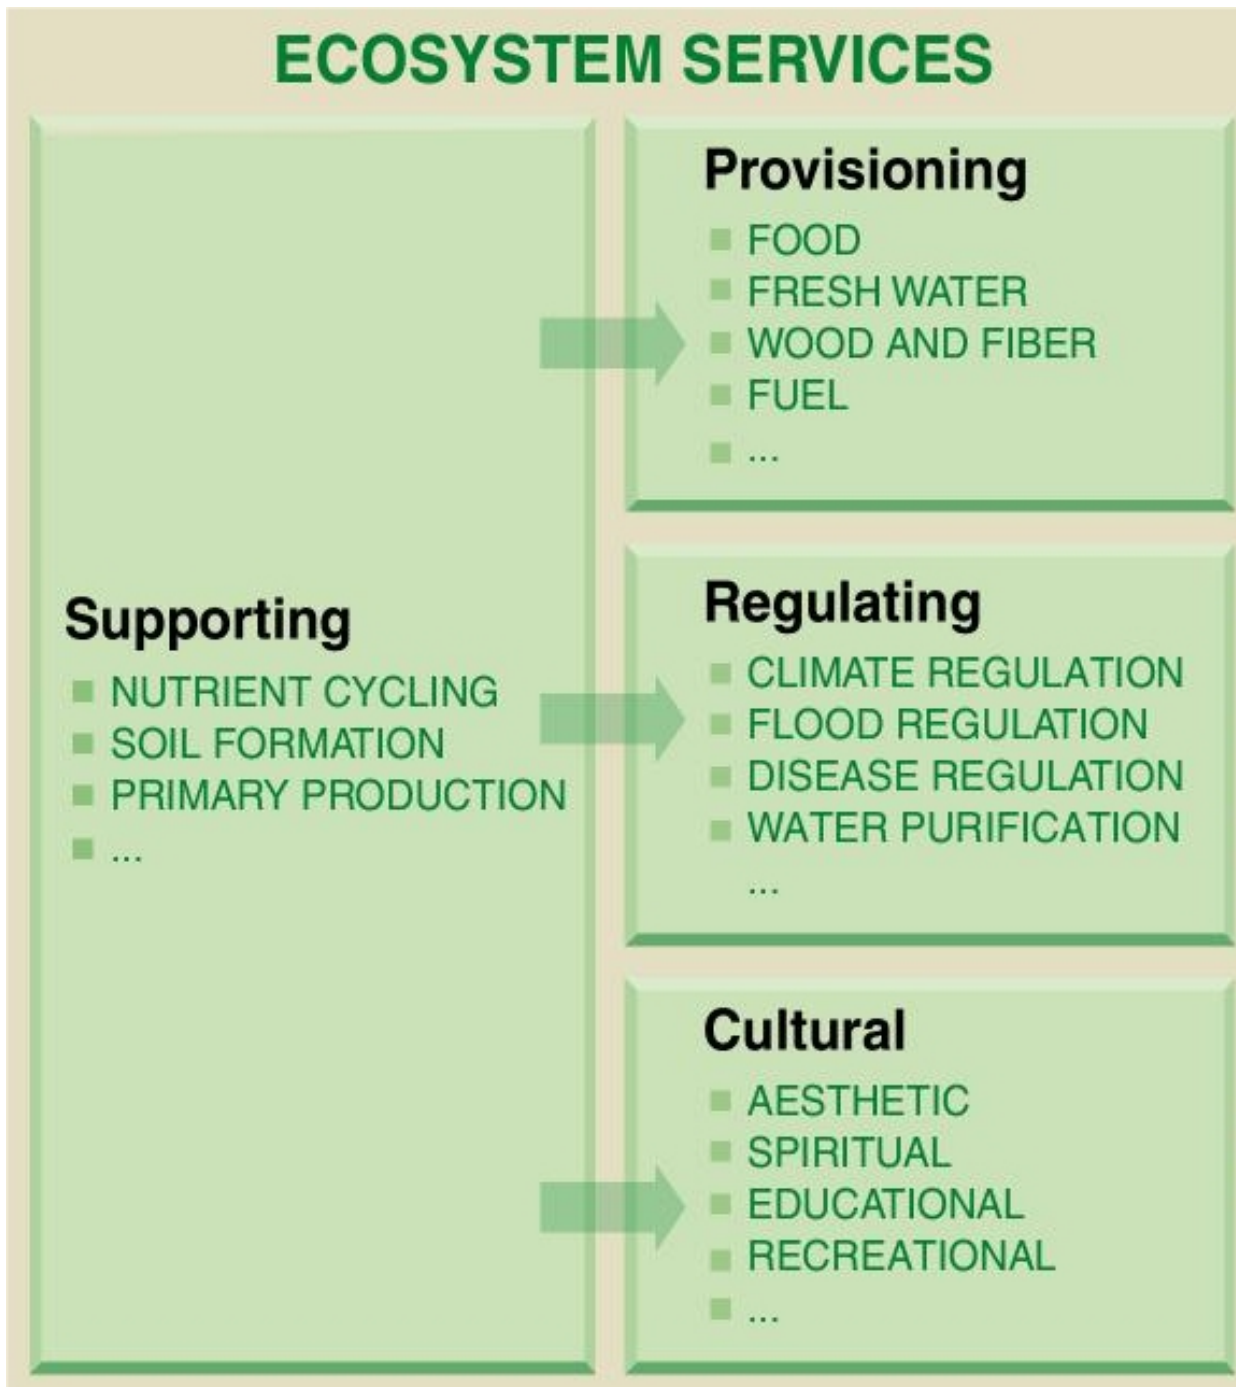 ECOSYSTEM SERVICES
Supporting
NUTRIENT CYCLING
SOIL FORMATION
PRIMARY PRODUCTION
...
Provisioning
FOOD
FRESH WATER
WOOD AND FIBER
FUEL
...
Regulating
CLIMATE REGULATION
FLOOD REGULATION
DISEASE REGULATION
WATER PURIFICATION
...
Cultural
AESTHETIC
SPIRITUAL
EDUCATIONAL
RECREATIONAL
...